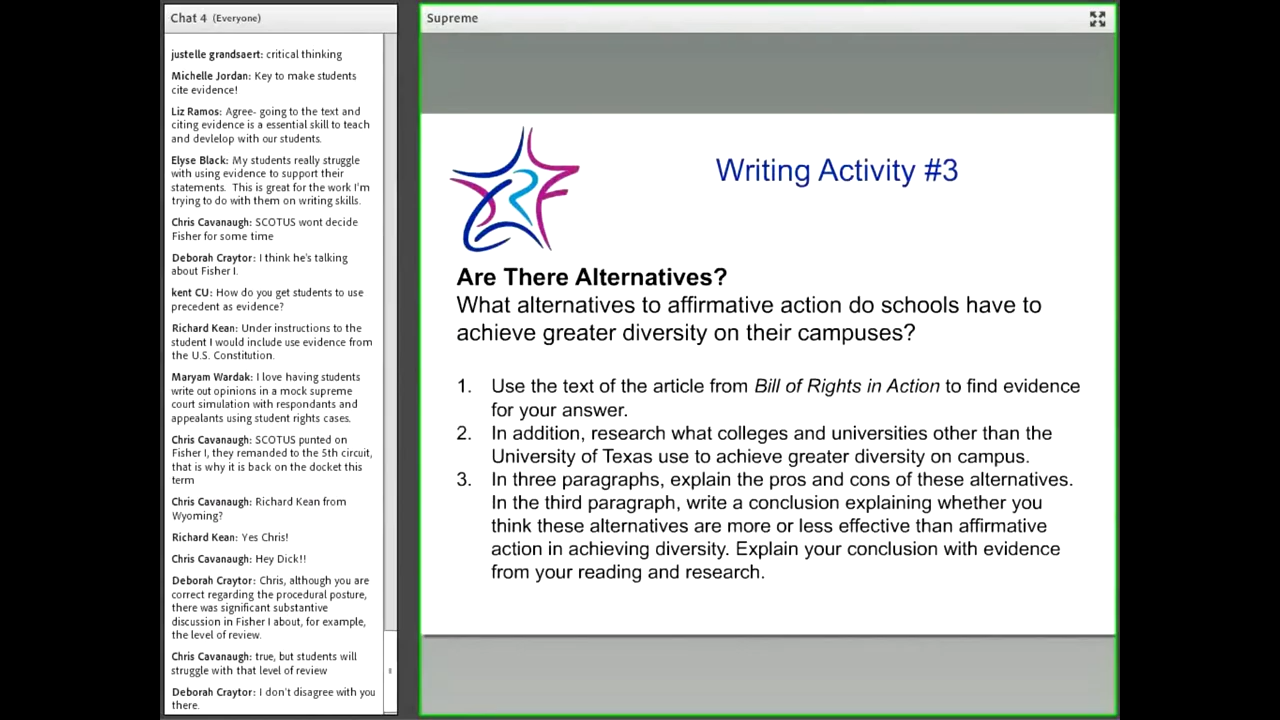 Chat 4 (Everyone)
justelle grandsaert: critical thinking
Michelle Jordan: Key to make students
cite evidence!
Liz Ramos: Agree- going to the text and
citing evidence is a essential skill to teach
and devlelop with our students.
Elyse Black: My students really struggle
with using evidence to support their
statements. This is great for the work I'm
trying to do with them on writing skills.
Chris Cavanaugh: SCOTUS wont decide
Fisher for some time
Deborah Craytor: I think he's talking
about Fisher I.
kent CU: How do you get students to use
precedent as evidence?
Richard Kean: Under instructions to the
student I would include use evidence from
the U.S. Constitution.
Maryam Wardak: I love having students
write out opinions in a mock supreme
court simulation with respondants and
appealants using student rights cases.
Chris Cavanaugh: SCOTUS punted on
Fisher I, they remanded to the 5th circuit,
that is why it is back on the docket this
term
Chris Cavanaugh: Richard Kean from
Wyoming?
Richard Kean: Yes Chris!
Chris Cavanaugh: Hey Dick!!
Deborah Craytor: Chris, although you are
correct regarding the procedural posture,
there was significant substantive
discussion in Fisher I about, for example,
the level of review.
Chris Cavanaugh: true, but students will
struggle with that level of review
Deborah Craytor: I don't disagree with you
there.
Supreme
CRF
Writing Activity #3
Are There Alternatives?
What alternatives to affirmative action do schools have to
achieve greater diversity on their campuses?
1. Use the text of the article from Bill of Rights in Action to find evidence
for your answer.
2. In addition, research what colleges and universities other than the
University of Texas use to achieve greater diversity on campus.
3. In three paragraphs, explain the pros and cons of these alternatives.
In the third paragraph, write a conclusion explaining whether you
think these alternatives are more or less effective than affirmative
action in achieving diversity. Explain your conclusion with evidence
from your reading and research.